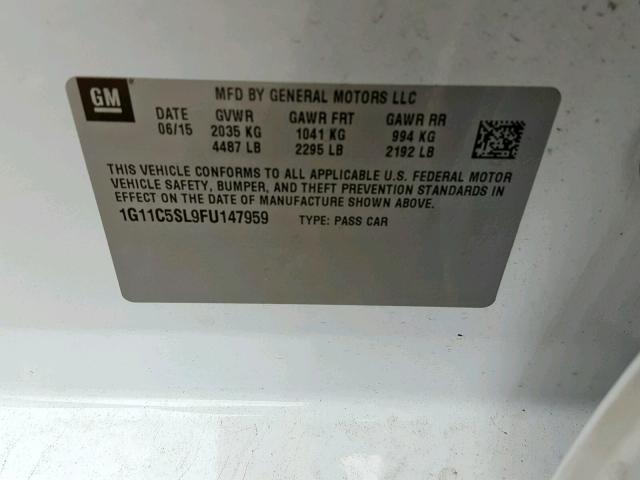 GM
MFD BY GENERAL MOTORS LLC
DATE GVWR GAWR FRT GAWR RR
06/15 2035 KG 1041 KG 994 KG
4487 LB 2295 LB 2192 LB
THIS VEHICLE CONFORMS TO ALL APPLICABLE U.S. FEDERAL MOTOR
VEHICLE SAFETY, BUMPER, AND THEFT PREVENTION STANDARDS IN
EFFECT ON THE DATE OF MANUFACTURE SHOWN ABOVE.
1G11C5SL9FU147959 TYPE: PASS CAR